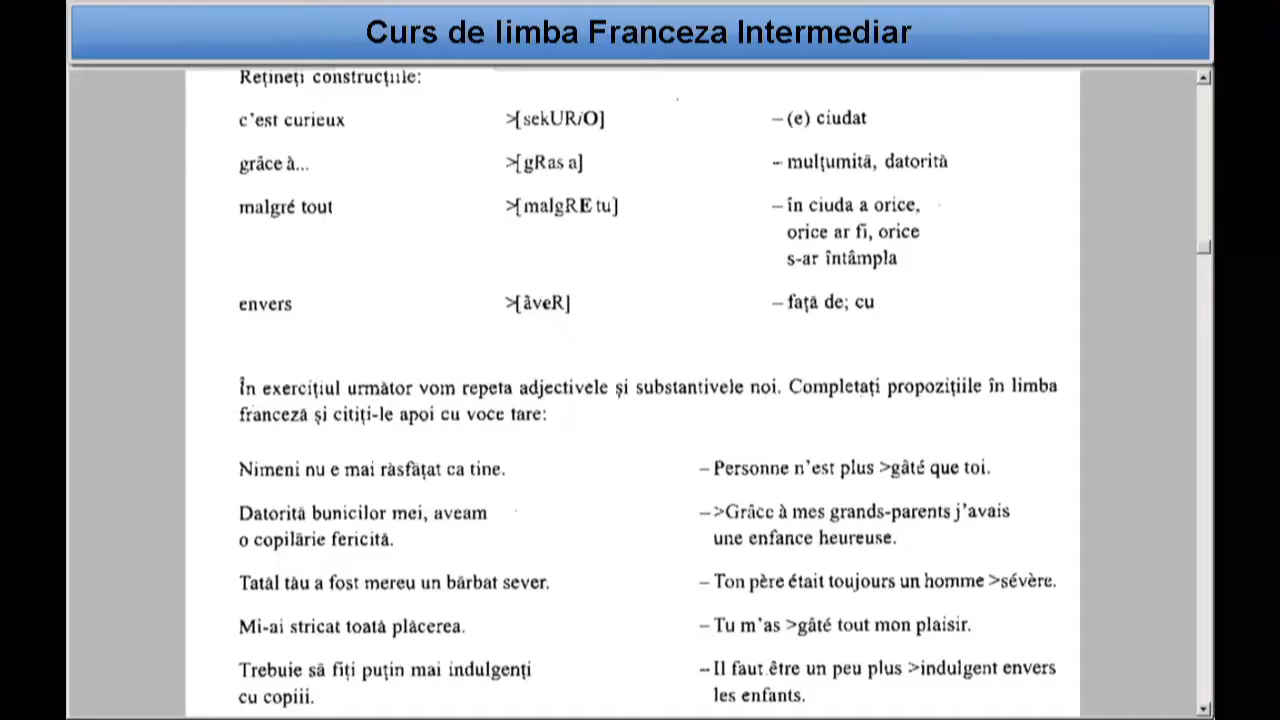 Curs de limba Franceza Intermediar
Rețineți construcțiile:
c'est curieux >[sekURiO] – (e) ciudat
grâce à... >[gRas a] – mulțumită, datorită
malgré tout >[malgRE tu] – în ciuda a orice,
orice ar fi, orice
s-ar întâmpla
envers >[âveR] – față de; cu
În exercițiul următor vom repeta adjectivele și substantivele noi. Completați propozițiile în limba
franceză și citiți-le apoi cu voce tare:
Nimeni nu e mai răsfățat ca tine. – Personne n'est plus >gâté que toi.
Datorită bunicilor mei, aveam – >Grâce à mes grands-parents j'avais
o copilărie fericită. une enfance heureuse.
Tatăl tău a fost mereu un bărbat sever. – Ton père était toujours un homme >sévère.
Mi-ai stricat toată plăcerea. – Tu m'as >gâté tout mon plaisir.
Trebuie să fiți puțin mai indulgenți – Il faut être un peu plus >indulgent envers
cu copiii. les enfants.